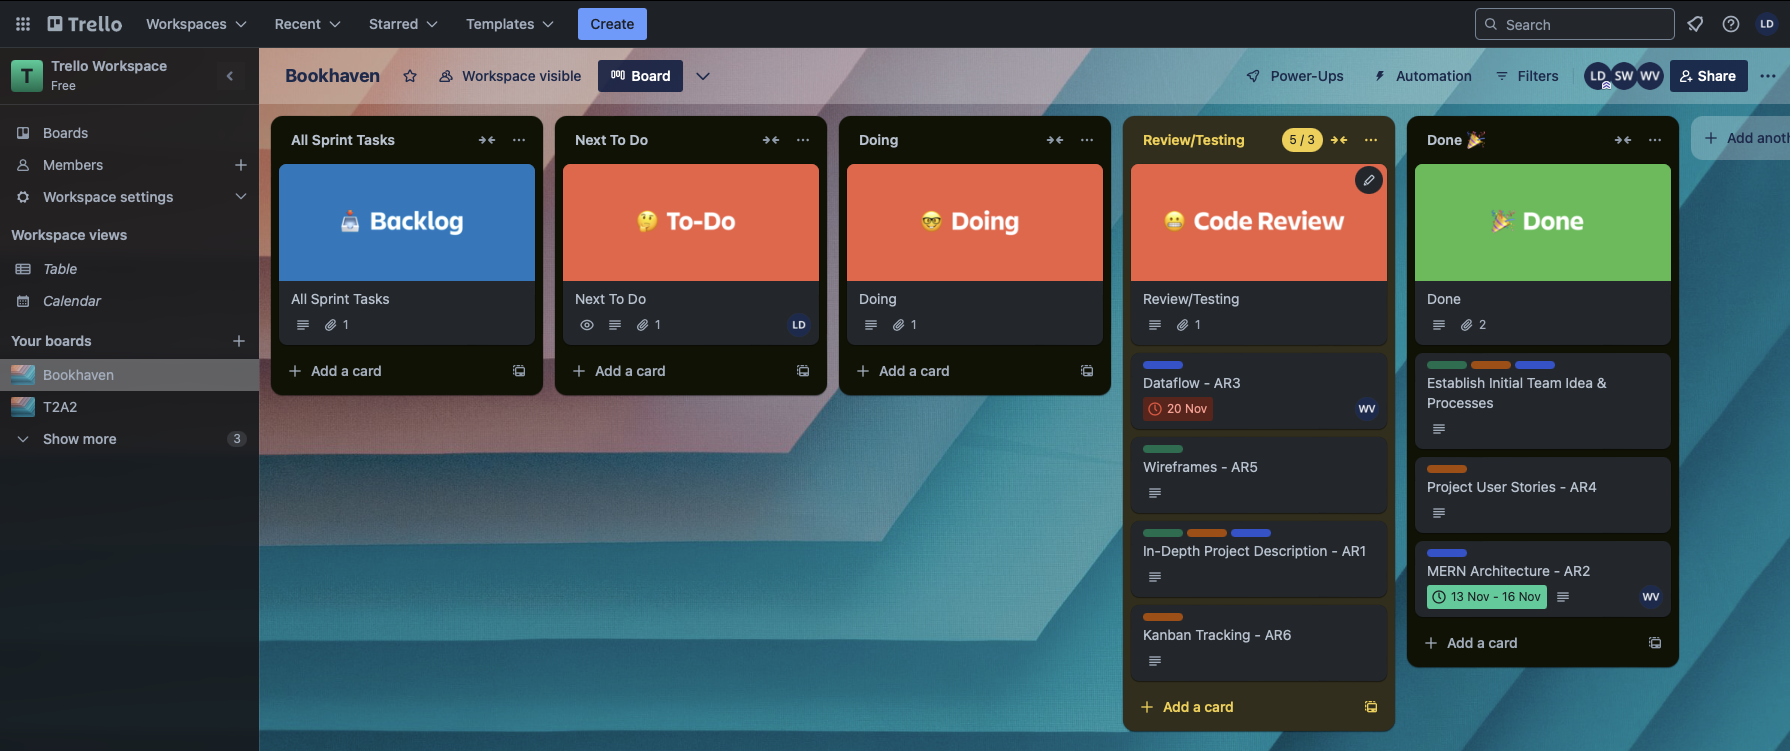 Trello
Workspaces
Recent
Starred
Templates
Create
Search
LD
T
Trello Workspace
Free
Boards
Members
Workspace settings
Workspace views
Table
Calendar
Your boards
Bookhaven
T2A2
Show more
3
Bookhaven
Workspace visible
Board
Power-Ups
Automation
Filters
LD
SW
WV
Share
All Sprint Tasks
Backlog
All Sprint Tasks
1
Add a card
Next To Do
To-Do
Next To Do
1
LD
Add a card
Doing
Doing
Doing
1
Add a card
Review/Testing
5 / 3
Code Review
Review/Testing
1
Dataflow - AR3
20 Nov
WV
Wireframes - AR5
In-Depth Project Description - AR1
Kanban Tracking - AR6
Add a card
Done
Done
Done
2
Establish Initial Team Idea &
Processes
Project User Stories - AR4
MERN Architecture - AR2
13 Nov - 16 Nov
WV
Add a card
Add anoth